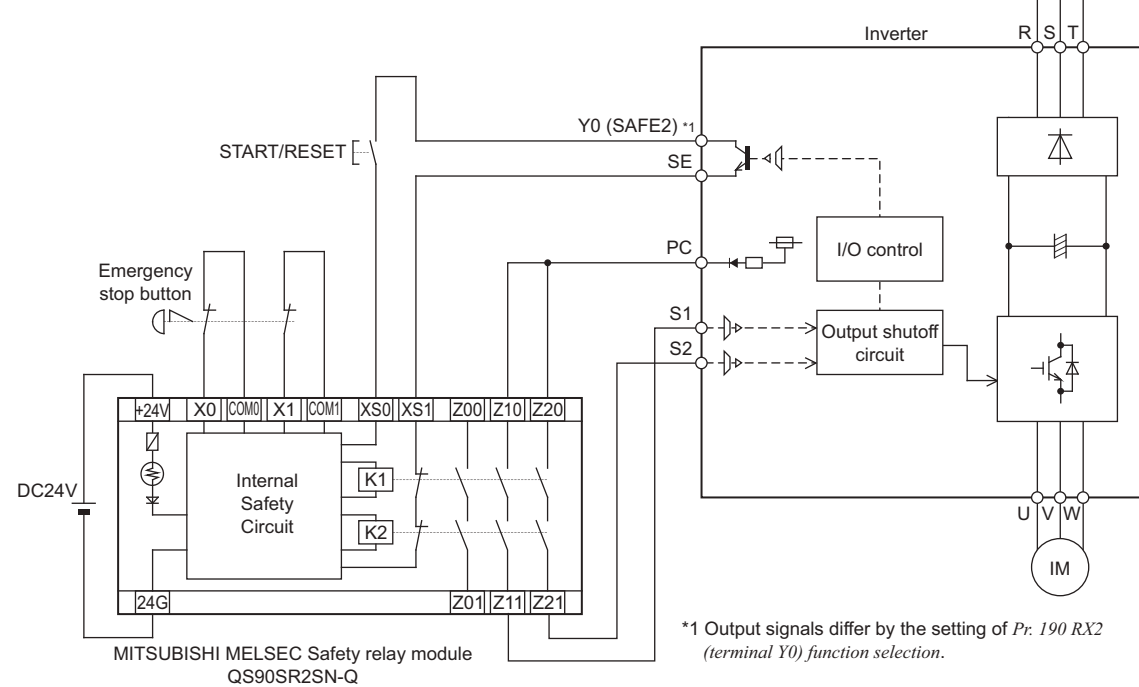 Inverter
R
S
T
Y0 (SAFE2) *1
START/RESET
SE
PC
I/O control
Emergency
stop button
S1
S2
Output shutoff
circuit
+24V
X0
COM0
X1
COM1
XS0
XS1
Z00
Z10
Z20
DC24V
Internal
Safety
Circuit
K1
K2
U
V
W
IM
24G
Z01
Z11
Z21
*1 Output signals differ by the setting of Pr. 190 RX2
(terminal Y0) function selection.
MITSUBISHI MELSEC Safety relay module
QS90SR2SN-Q